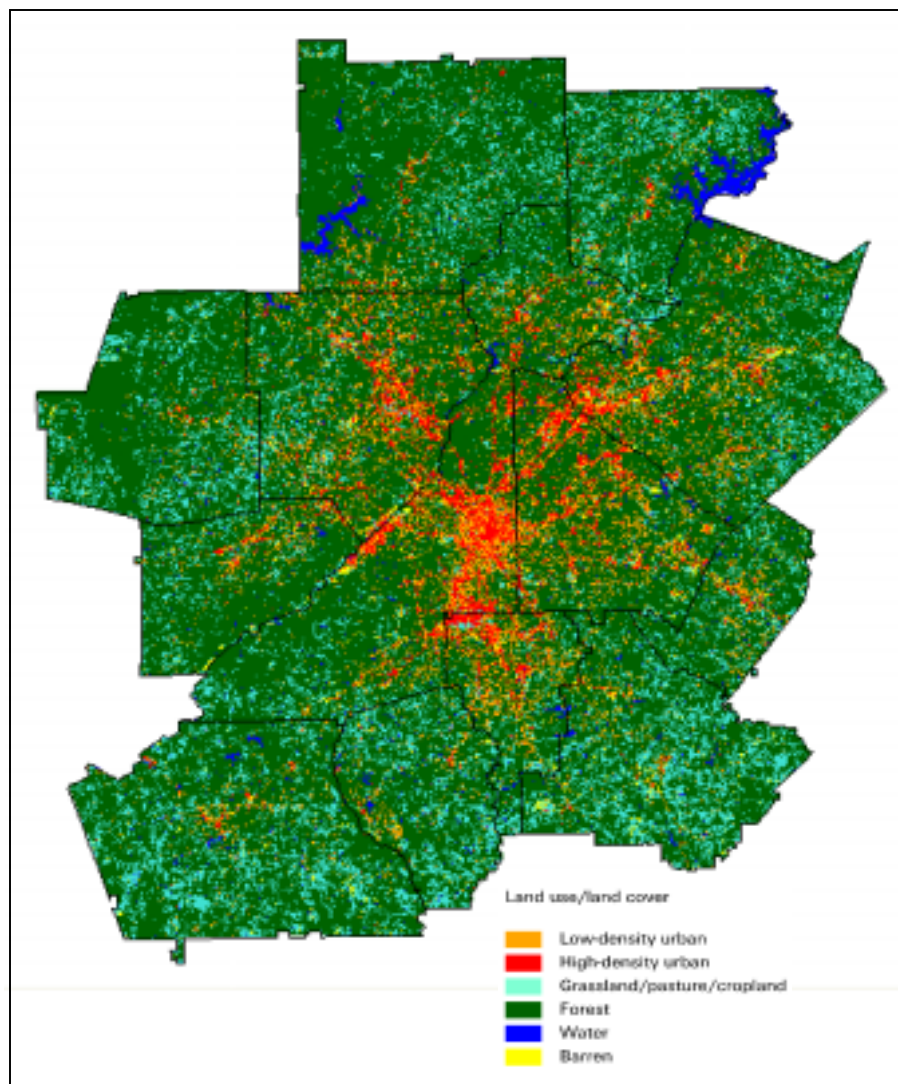 Land use/land cover
Low-density urban
High-density urban
Grassland/pasture/cropland
Forest
Water
Barren